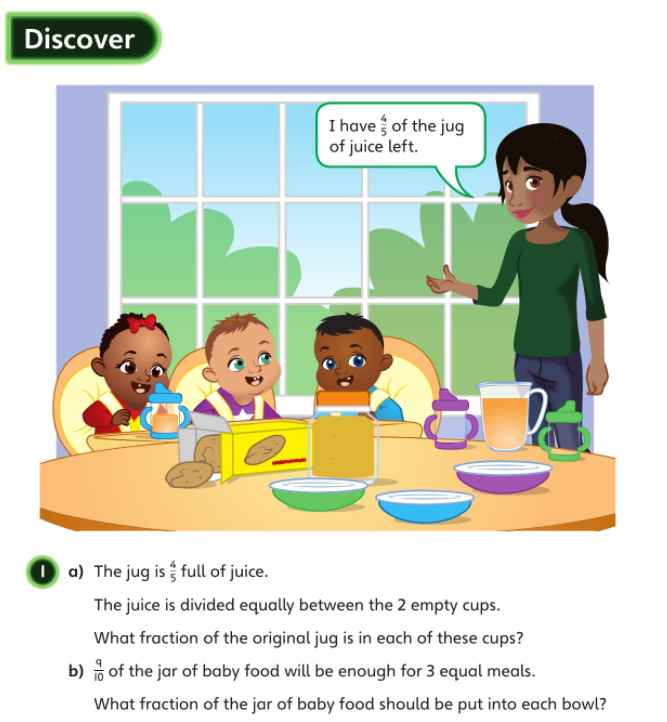 Discover
I have 4/5 of the jug
of juice left.
1 a) The jug is 4/5 full of juice.
The juice is divided equally between the 2 empty cups.
What fraction of the original jug is in each of these cups?
b) 9/10 of the jar of baby food will be enough for 3 equal meals.
What fraction of the jar of baby food should be put into each bowl?